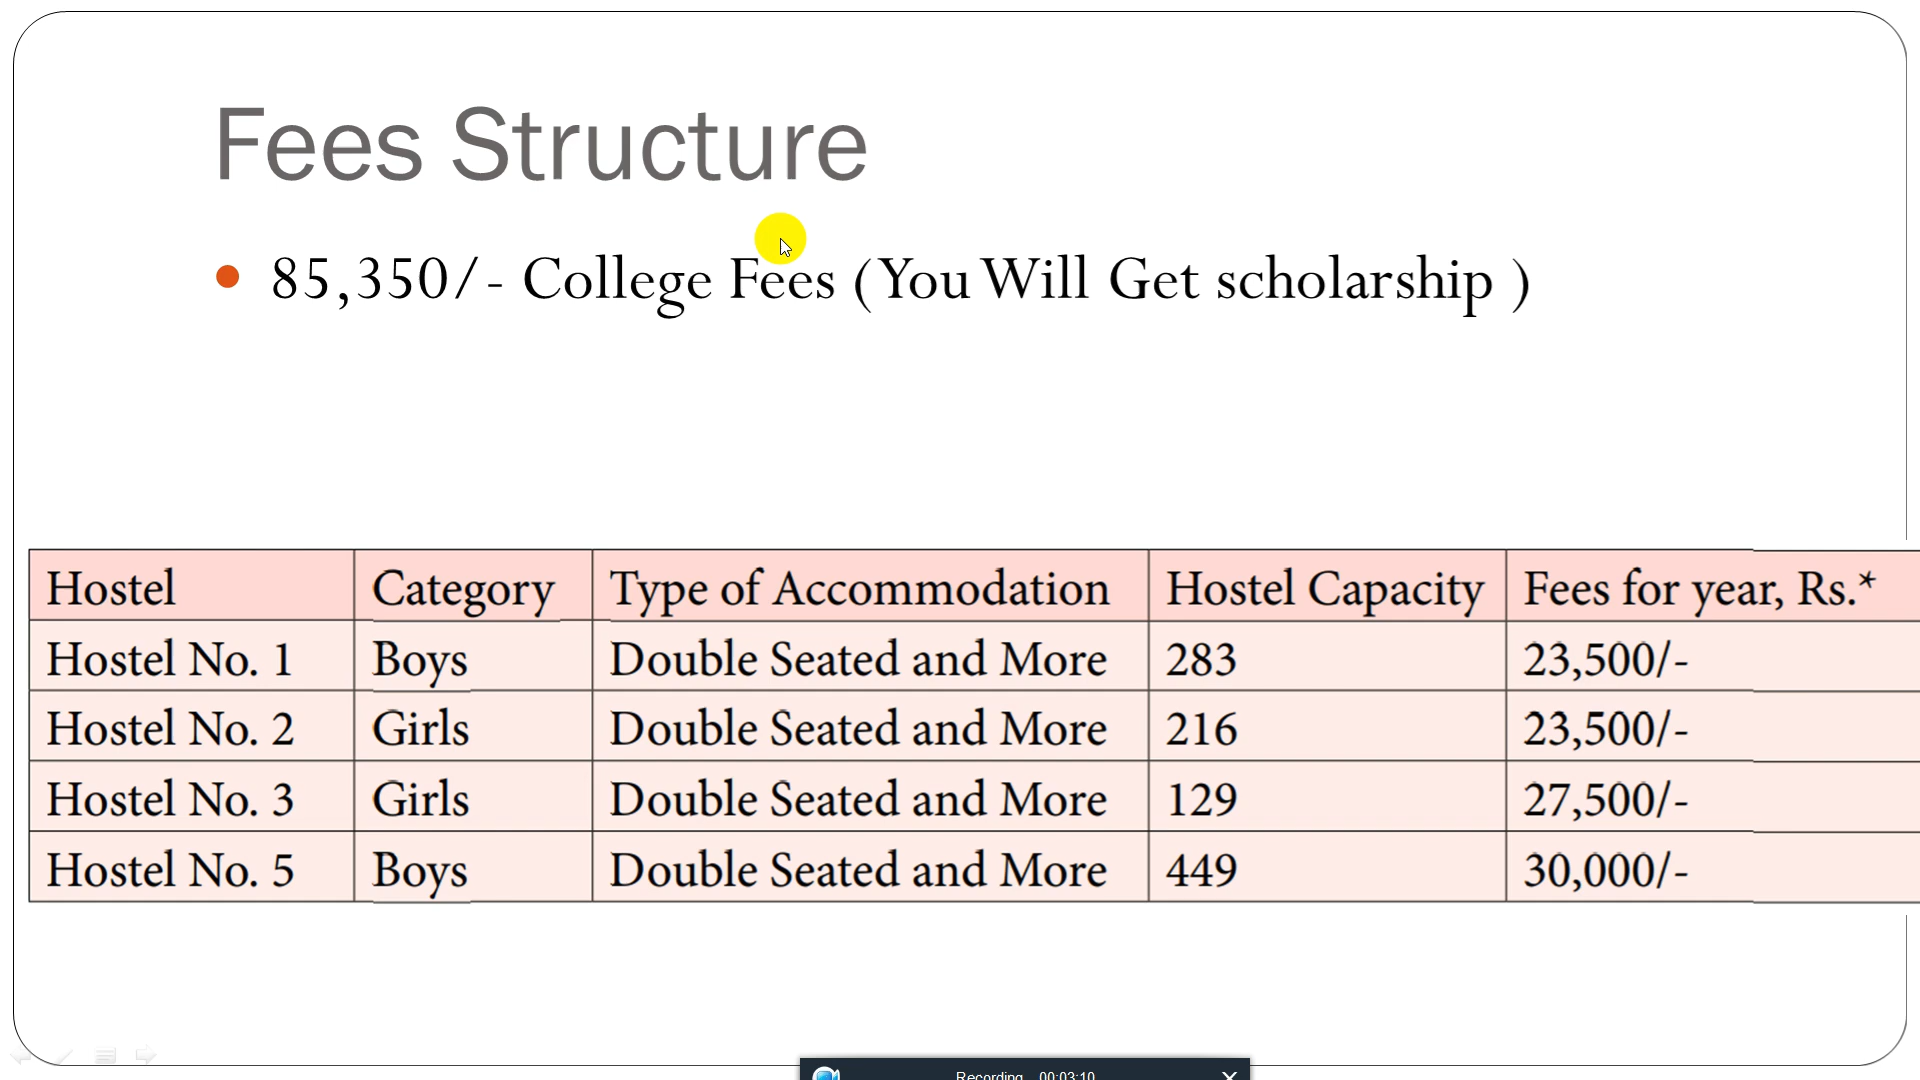 Fees Structure
85,350/- College Fees (You Will Get scholarship )
Hostel Category Type of Accommodation Hostel Capacity Fees for year, Rs.*
Hostel No. 1 Boys Double Seated and More 283 23,500/-
Hostel No. 2 Girls Double Seated and More 216 23,500/-
Hostel No. 3 Girls Double Seated and More 129 27,500/-
Hostel No. 5 Boys Double Seated and More 449 30,000/-
Recording 00:03:10